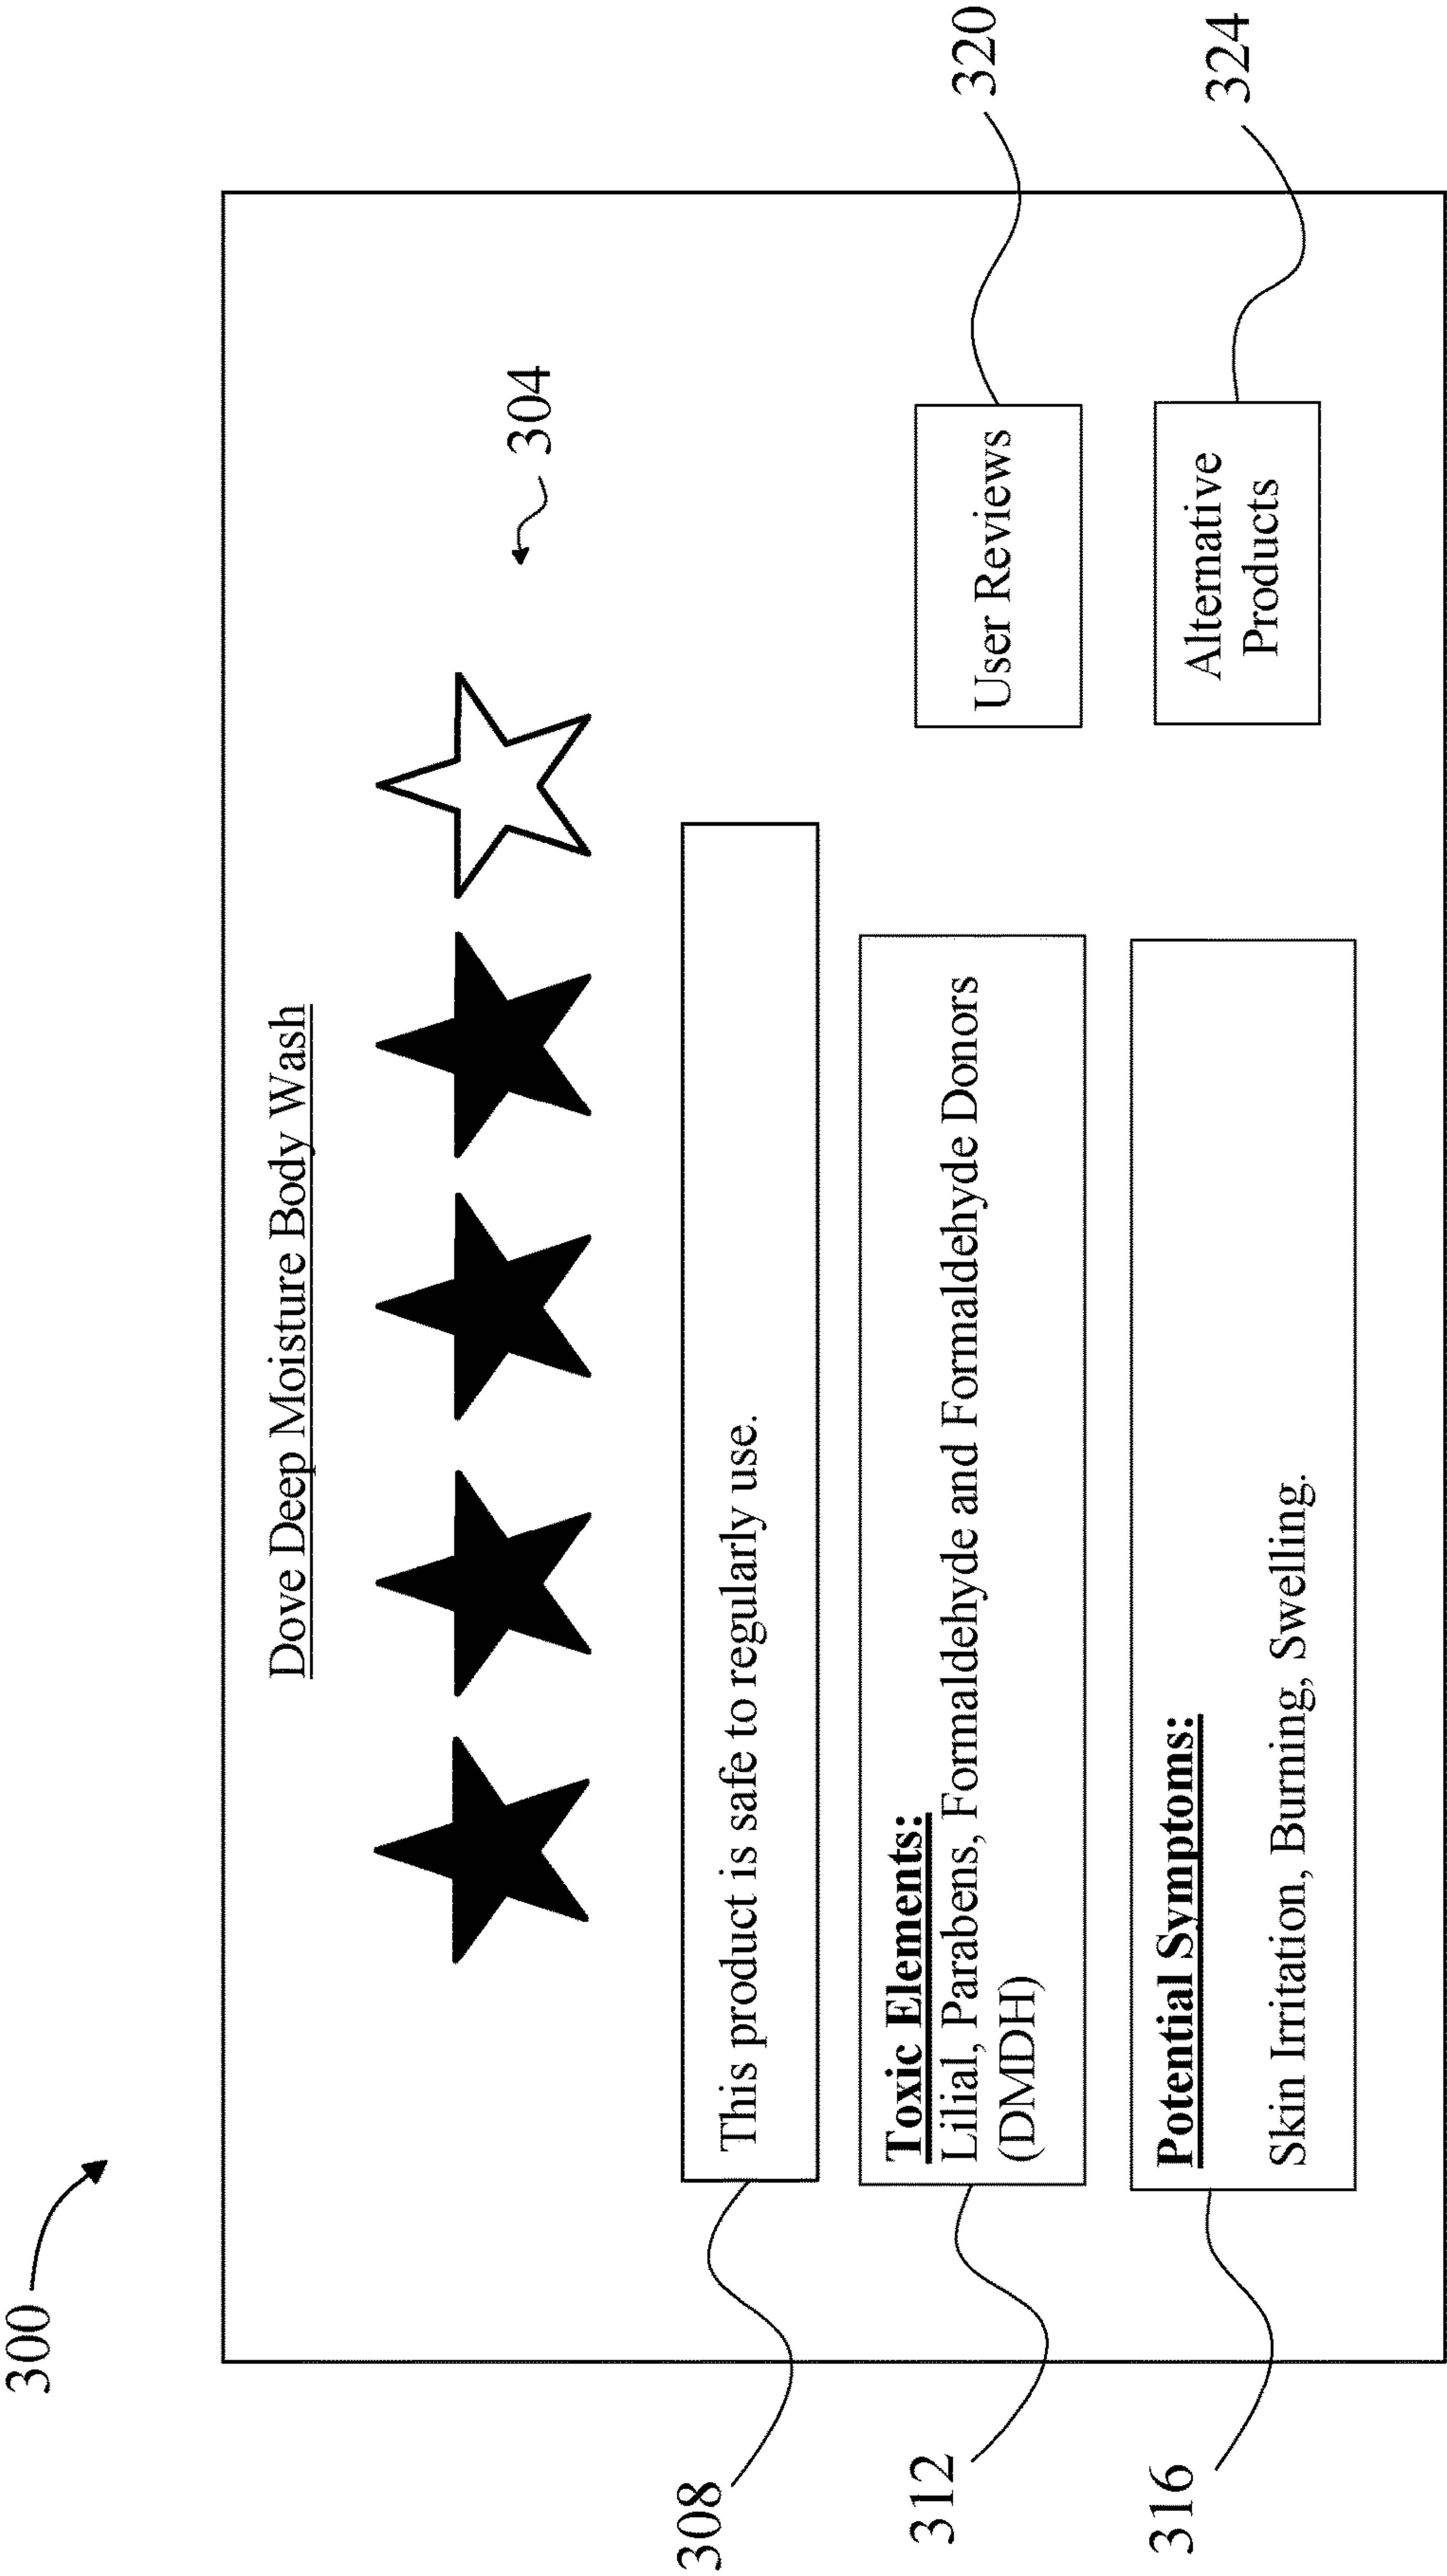 300
Dove Deep Moisture Body Wash
304
308
This product is safe to regularly use.
312
Toxic Elements:
Lilial, Parabens, Formaldehyde and Formaldehyde Donors
(DMDH)
320
User Reviews
316
Potential Symptoms:
Skin Irritation, Burning, Swelling.
324
Alternative
Products